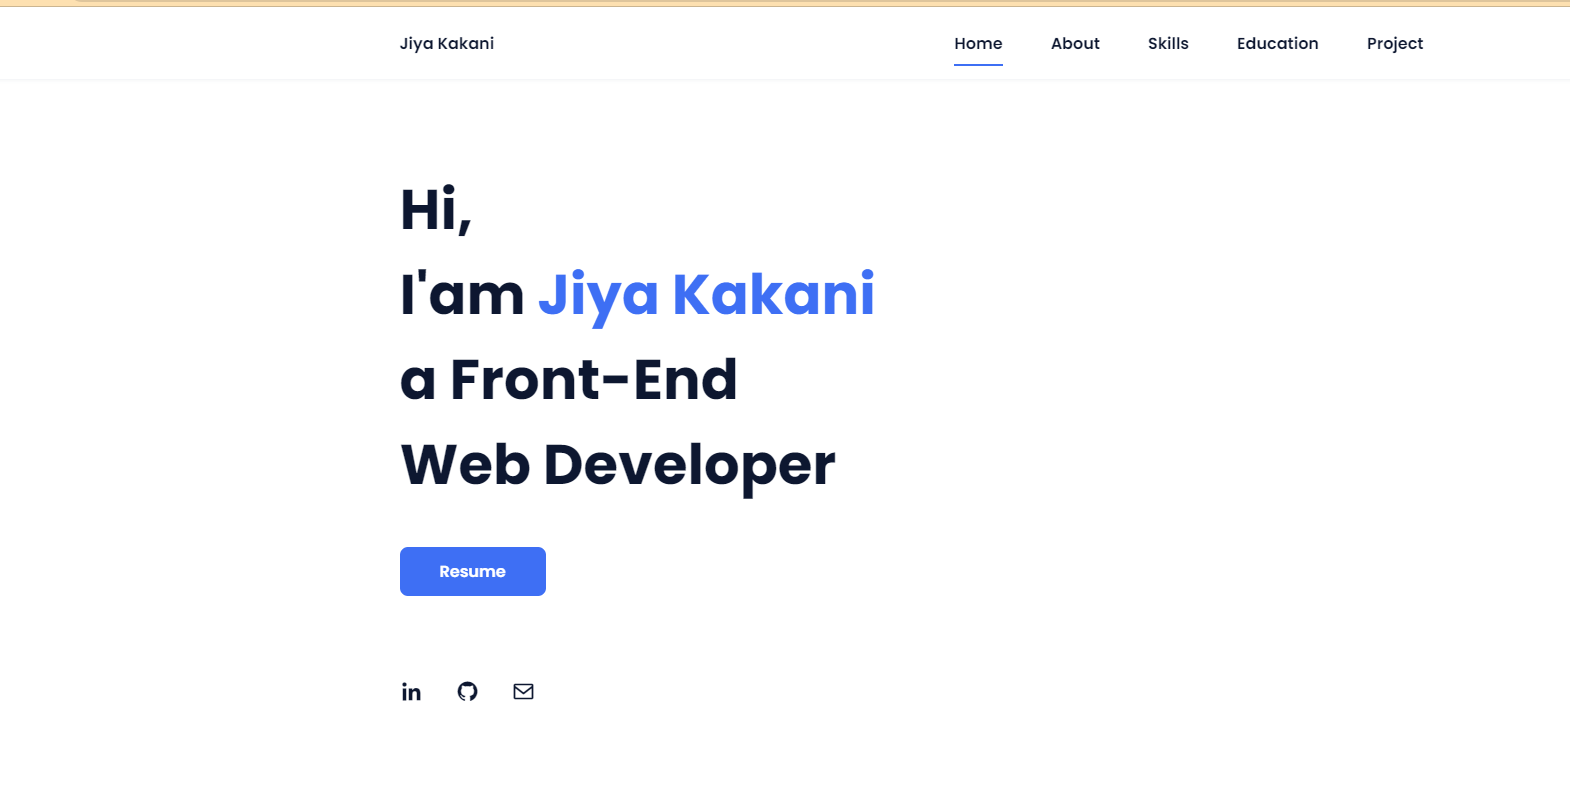 Jiya Kakani Home About Skills Education Project
Hi,
I'am Jiya Kakani
a Front-End
Web Developer
Resume
in